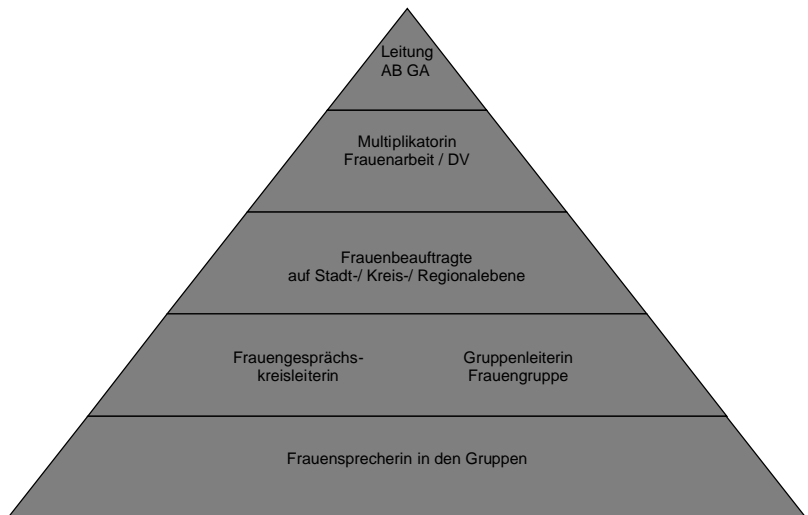 Leitung
AB GA
Multiplikatorin
Frauenarbeit / DV
Frauenbeauftragte
auf Stadt-/ Kreis-/ Regionalebene
Frauengesprächs-
kreisleiterin
Gruppenleiterin
Frauengruppe
Frauensprecherin in den Gruppen